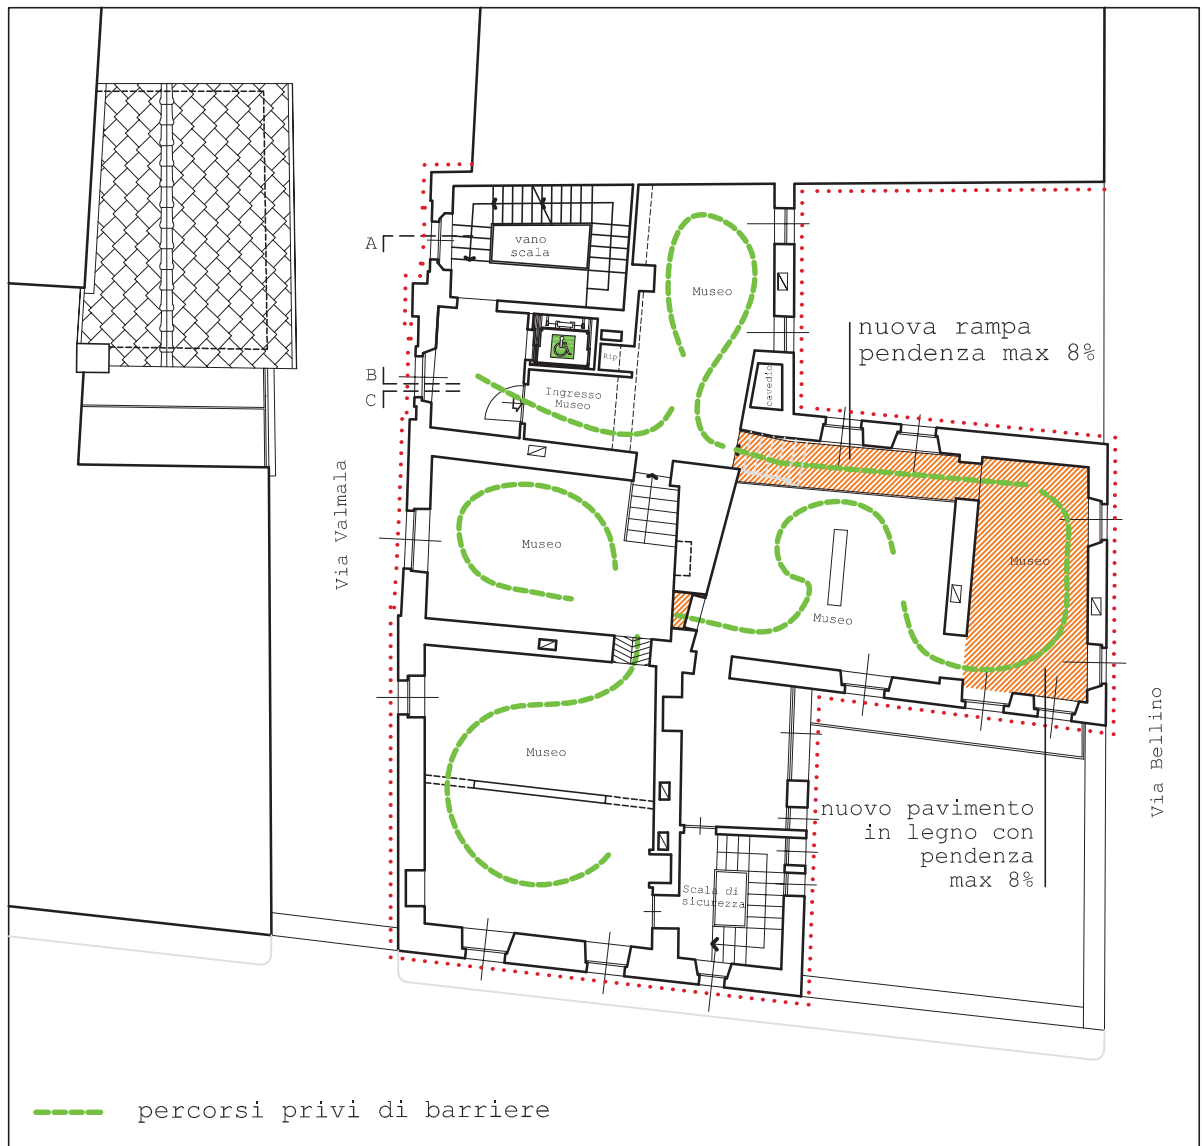 A
vano
scala
Museo
nuova rampa
pendenza max 8%
Rip.
B
C
Ingresso
Museo
cavedio
Via Valmala
Museo
Museo
Museo
Museo
Via Bellino
nuovo pavimento
in legno con
pendenza
max 8%
Scala di
sicurezza
percorsi privi di barriere